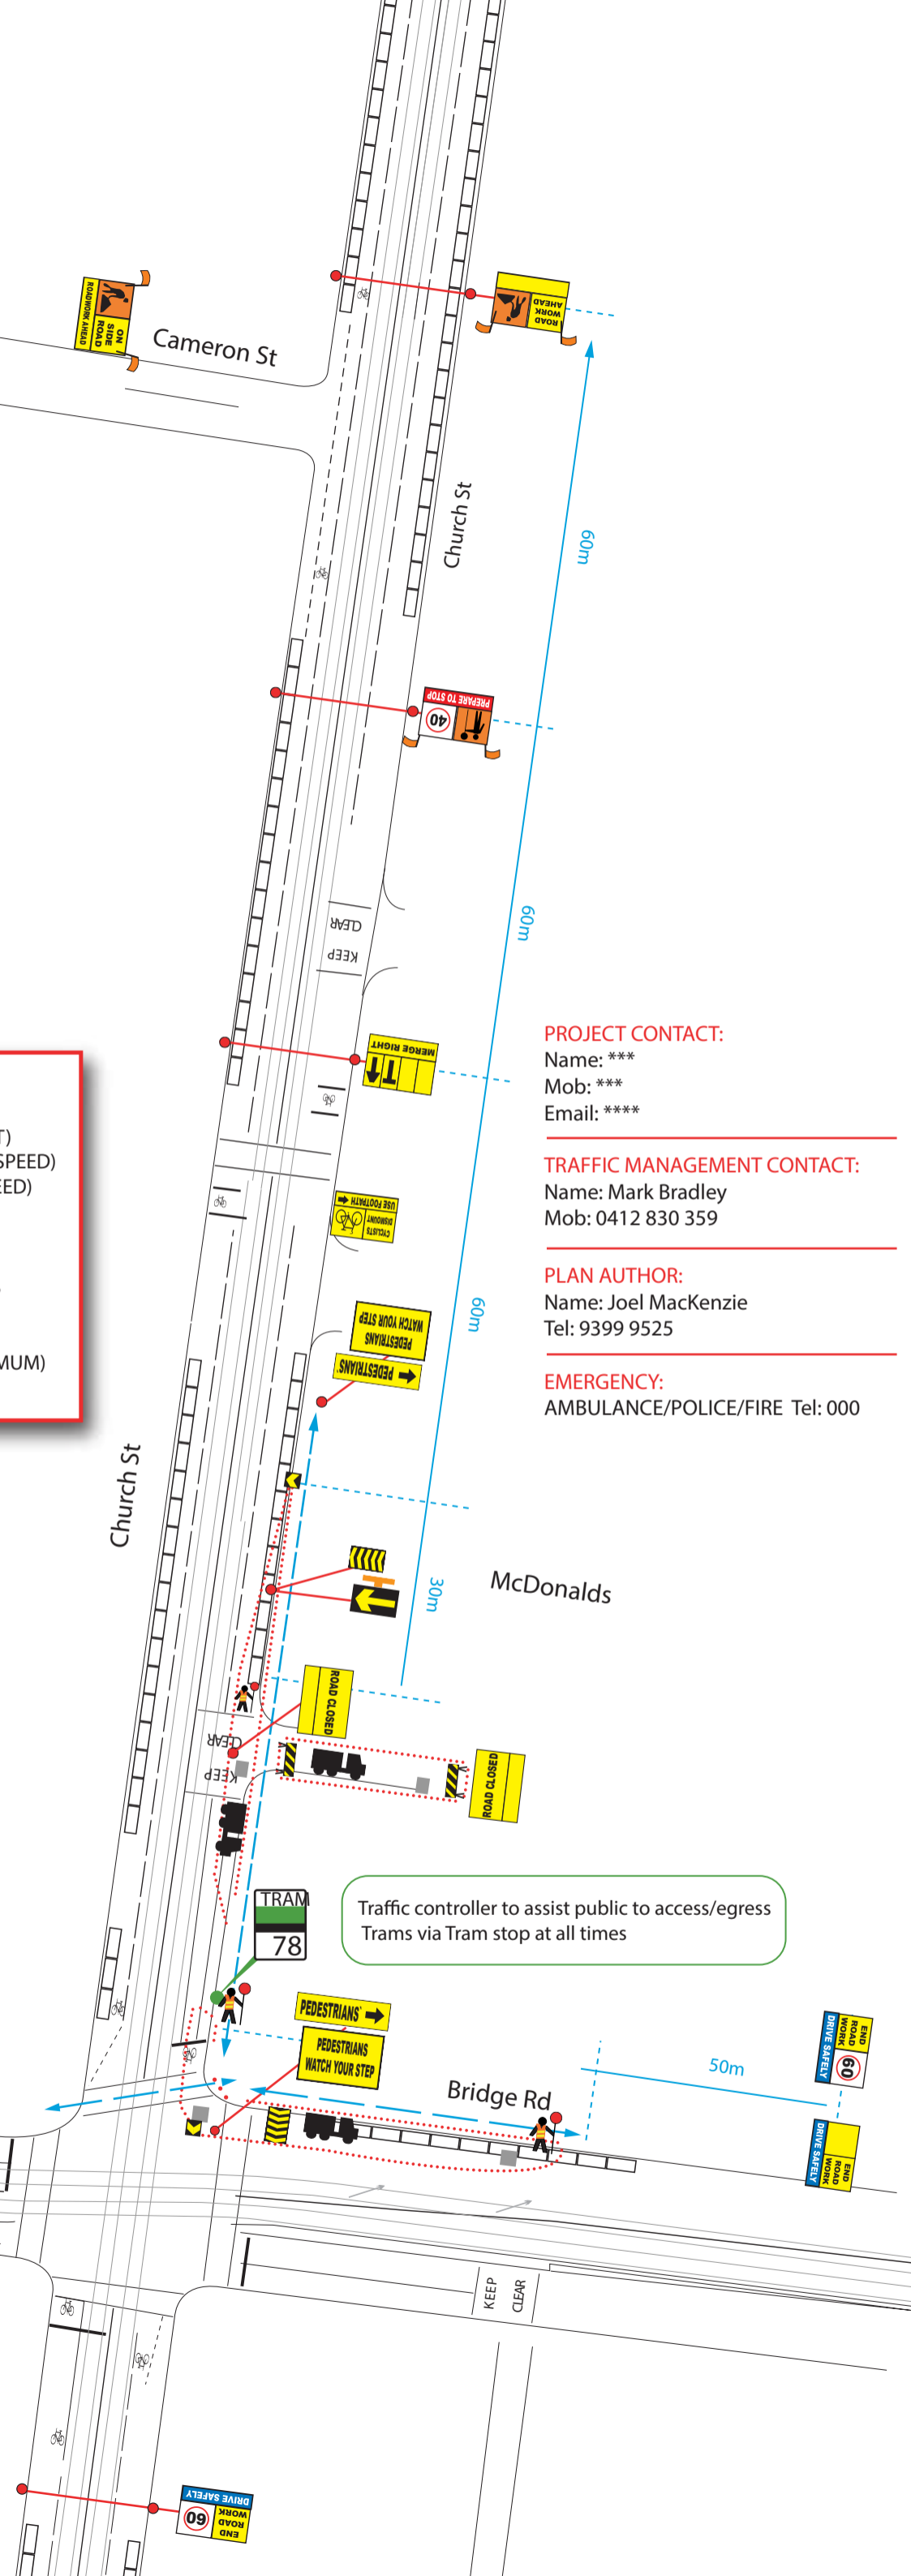 ROAD
WORK
AHEAD
ON
SIDE
ROAD
ROADWORK AHEAD
Cameron St
Church St
60m
PREPARE TO STOP
40
60m
CLEAR
KEEP
MERGE RIGHT
PROJECT CONTACT:
Name: ***
Mob: ***
Email: ****
T)
SPEED)
EED)
TRAFFIC MANAGEMENT CONTACT:
Name: Mark Bradley
Mob: 0412 830 359
USE FOOTPATH
CYCLISTS
DISMOUNT
PLAN AUTHOR:
Name: Joel MacKenzie
Tel: 9399 9525
60m
PEDESTRIANS
WATCH YOUR STEP
PEDESTRIANS
MUM)
EMERGENCY:
AMBULANCE/POLICE/FIRE Tel: 000
Church St
McDonalds
30m
ROAD CLOSED
CLEAR
KEEP
ROAD CLOSED
TRAM
78
Traffic controller to assist public to access/egress
Trams via Tram stop at all times
PEDESTRIANS
PEDESTRIANS
WATCH YOUR STEP
Bridge Rd
50m
END
ROAD
WORK
60
DRIVE SAFELY
END
ROAD
WORK
DRIVE SAFELY
KEEP
CLEAR
DRIVE SAFELY
60
END
ROAD
WORK